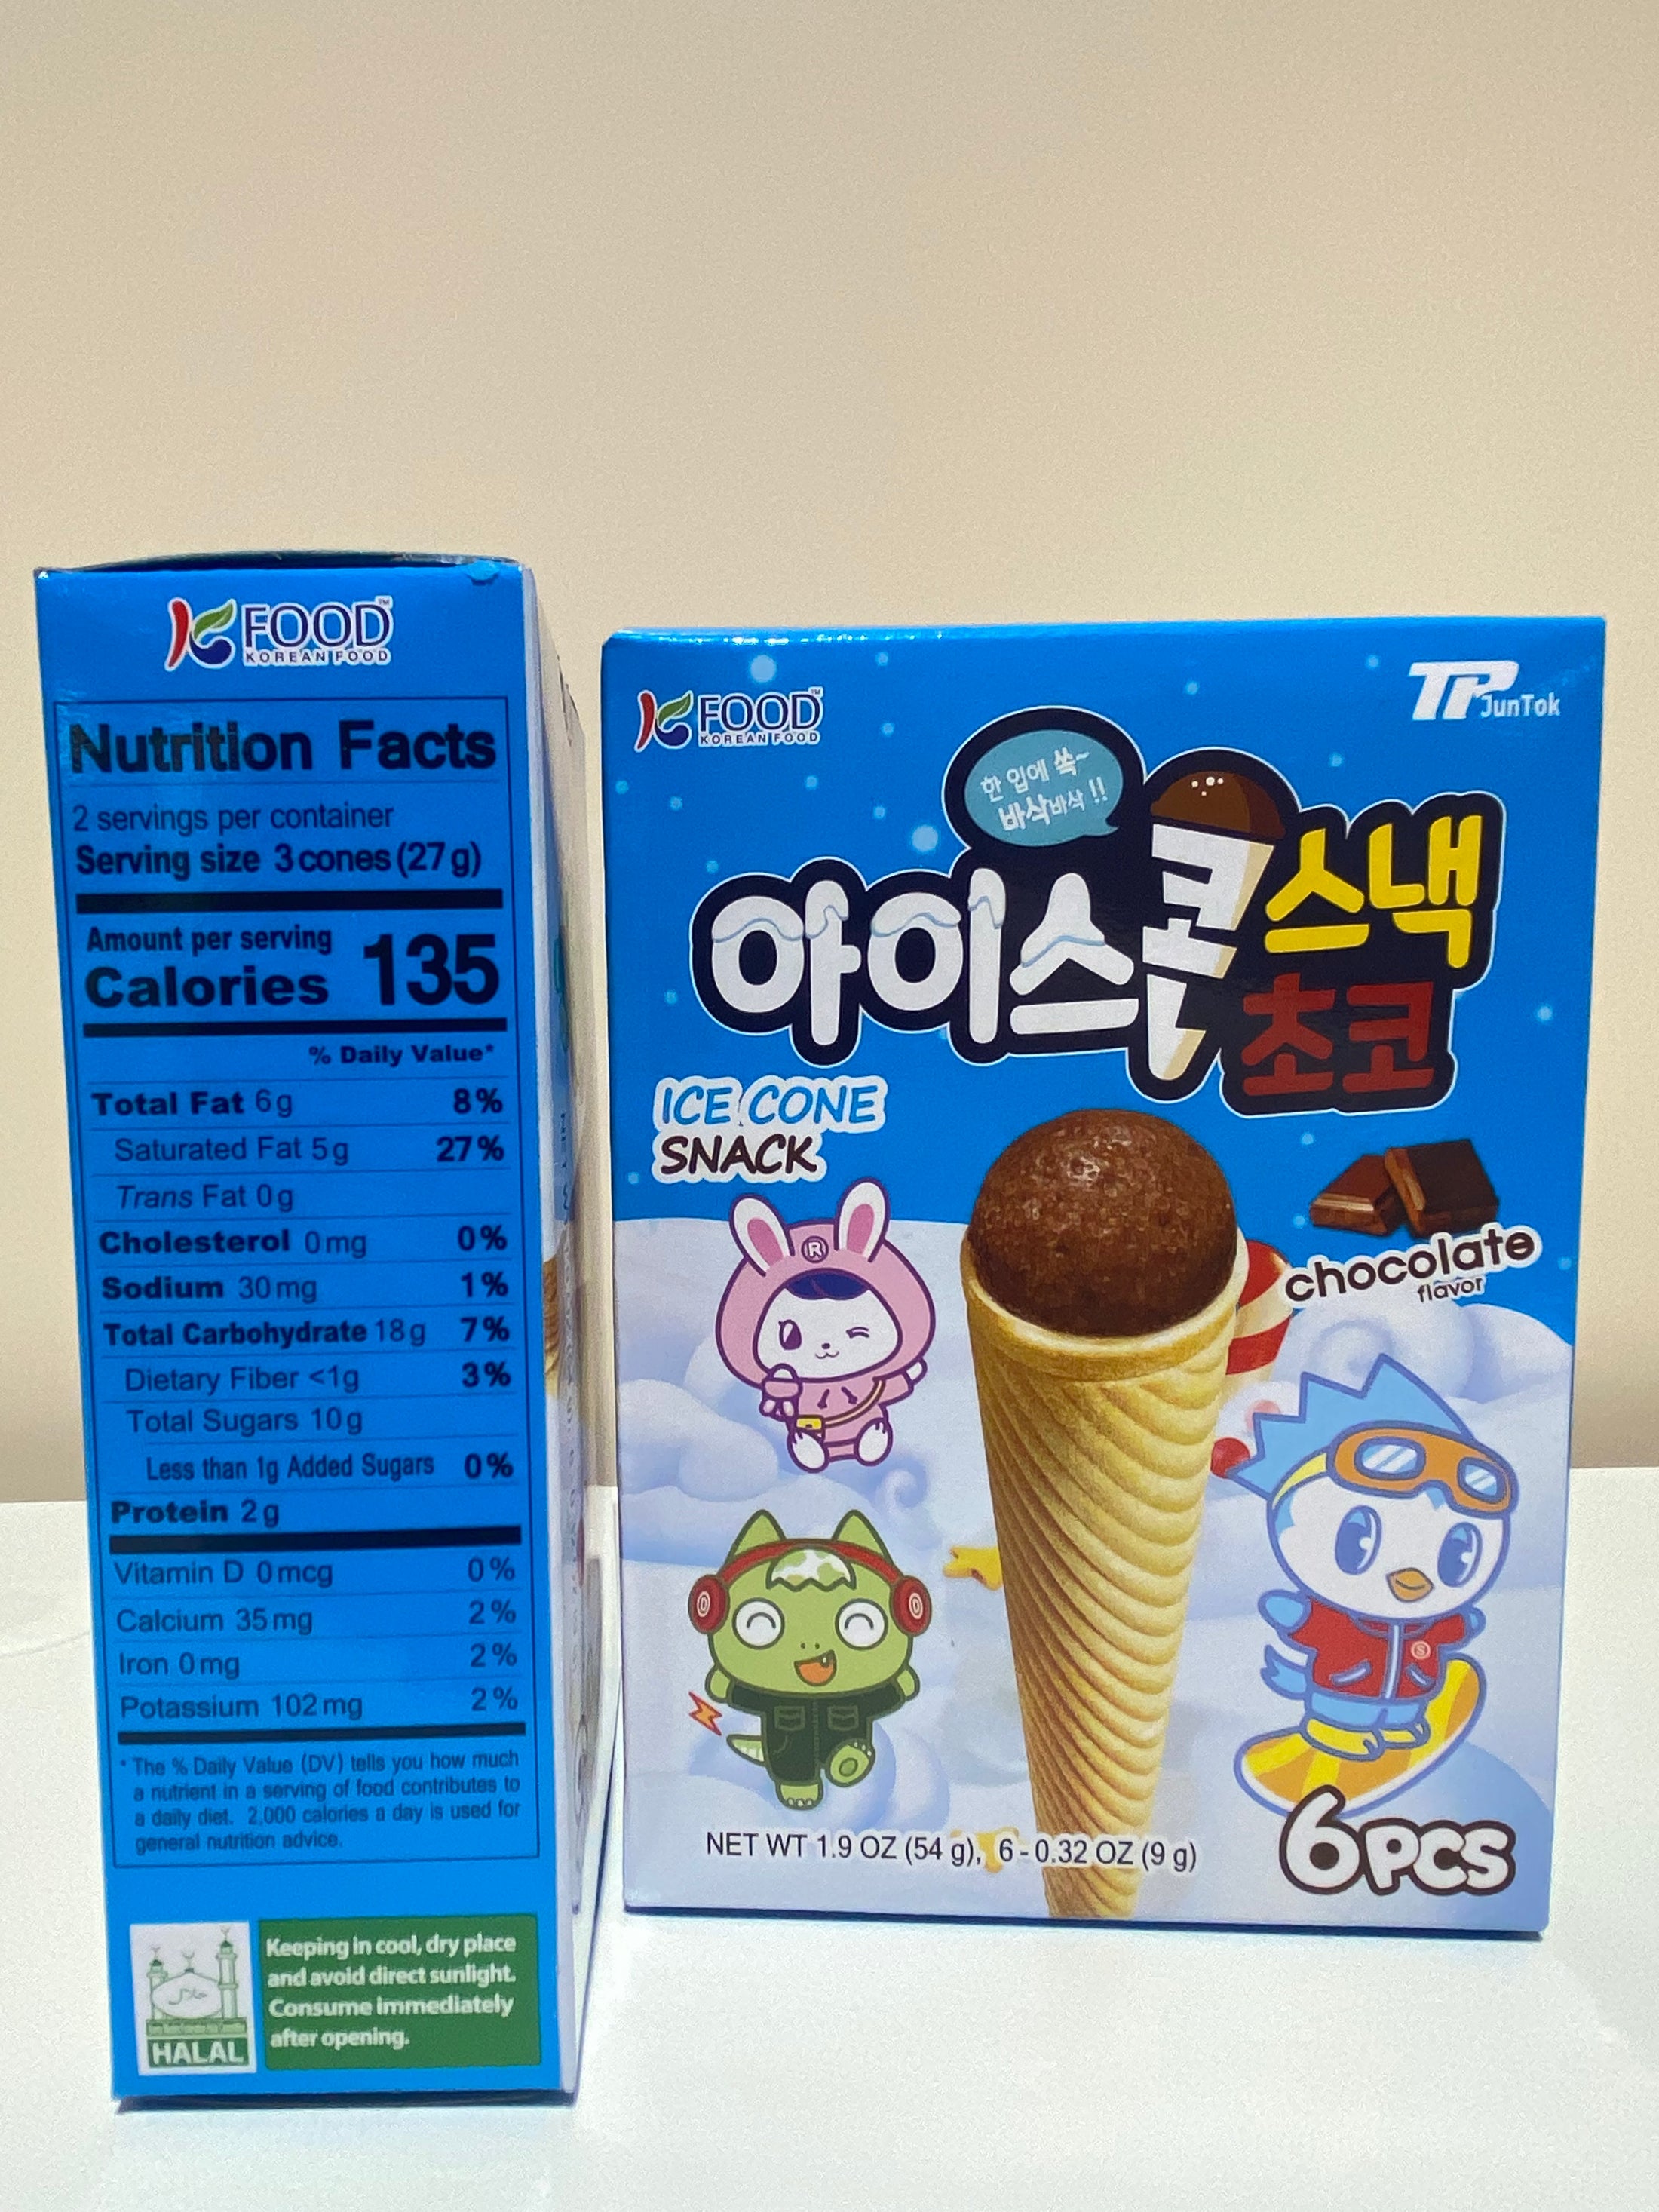 K FOOD™
KOREAN FOOD
Nutrition Facts
2 servings per container
Serving size 3 cones (27 g)
Amount per serving
Calories 135
% Daily Value*
Total Fat 6g 8%
Saturated Fat 5g 27%
Trans Fat 0g
Cholesterol 0mg 0%
Sodium 30mg 1%
Total Carbohydrate 18g 7%
Dietary Fiber <1g 3%
Total Sugars 10g
Less than 1g Added Sugars 0%
Protein 2g
Vitamin D 0mcg 0%
Calcium 35mg 2%
Iron 0mg 2%
Potassium 102mg 2%
* The % Daily Value (DV) tells you how much
a nutrient in a serving of food contributes to
a daily diet. 2,000 calories a day is used for
general nutrition advice.
حلال
HALAL
Keeping in cool, dry place
and avoid direct sunlight.
Consume immediately
after opening.
K FOOD™
KOREAN FOOD
TP JunTok
한 입에 쏙~
바삭바삭 !!
아이스콘스낵
초코
ICE CONE
SNACK
chocolate
flavor
®
D D
S
NET WT 1.9 OZ (54 g), 6 - 0.32 OZ (9 g)
6PCS